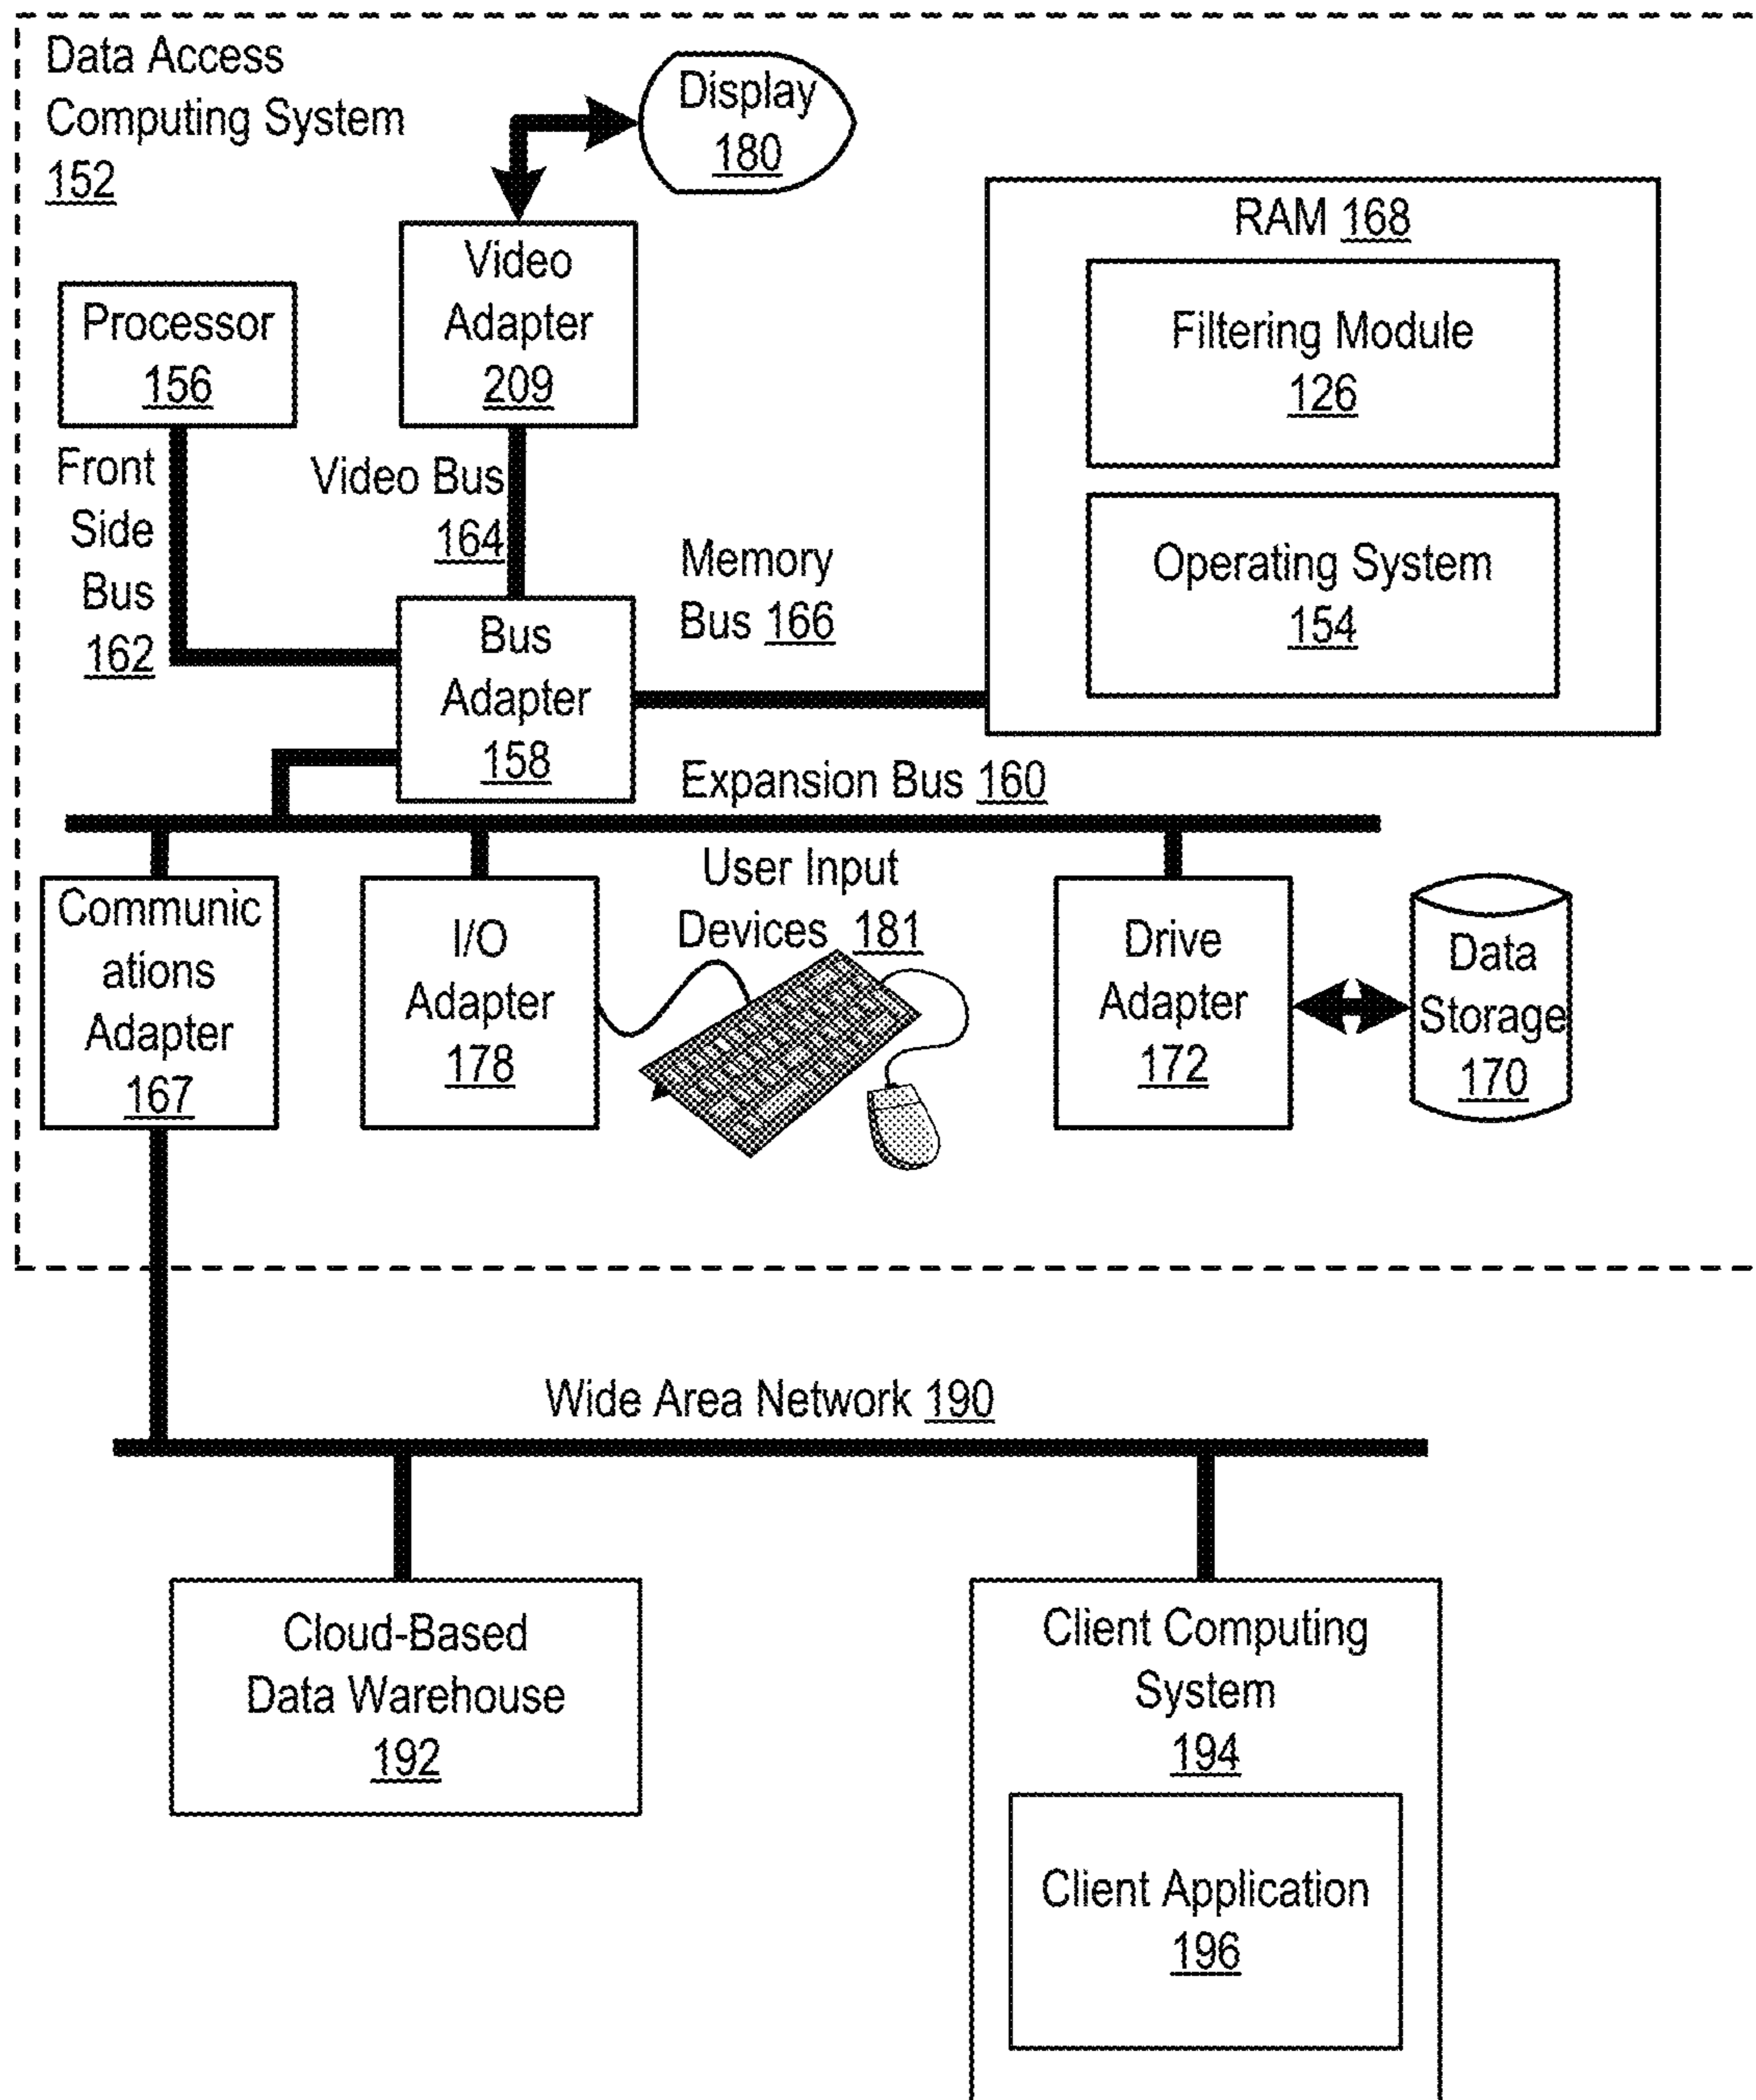 Data Access
Computing System
152
Display
180
Video
Adapter
209
Processor
156
RAM 168
Filtering Module
126
Operating System
154
Front
Side
Bus
162
Video Bus
164
Memory
Bus 166
Bus
Adapter
158
Expansion Bus 160
Communic
ations
Adapter
167
I/O
Adapter
178
User Input
Devices 181
Drive
Adapter
172
Data
Storage
170
Wide Area Network 190
Cloud-Based
Data Warehouse
192
Client Computing
System
194
Client Application
196